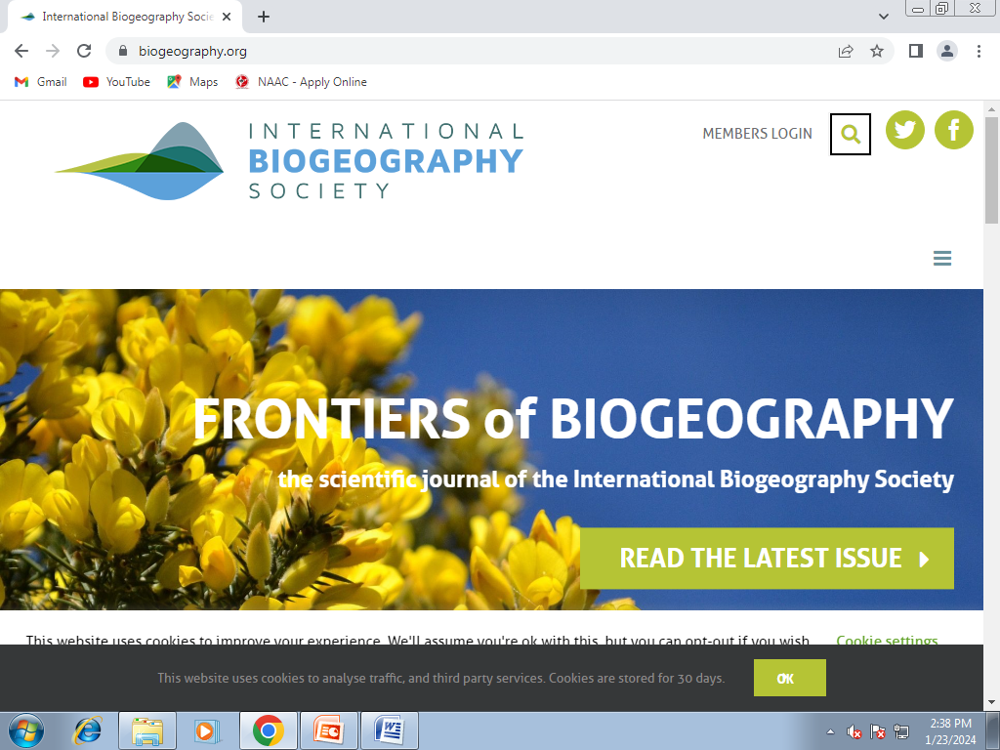 International Biogeography Socie
biogeography.org
Gmail
YouTube
Maps
NAAC - Apply Online
INTERNATIONAL
BIOGEOGRAPHY
SOCIETY
MEMBERS LOGIN
FRONTIERS of BIOGEOGRAPHY
the scientific journal of the International Biogeography Society
READ THE LATEST ISSUE
This website uses cookies to improve your experience. We'll assume you're ok with this, but you can opt-out if you wish. Cookie settings
This website uses cookies to analyse traffic, and third party services. Cookies are stored for 30 days.
OK
2:38 PM
1/23/2024